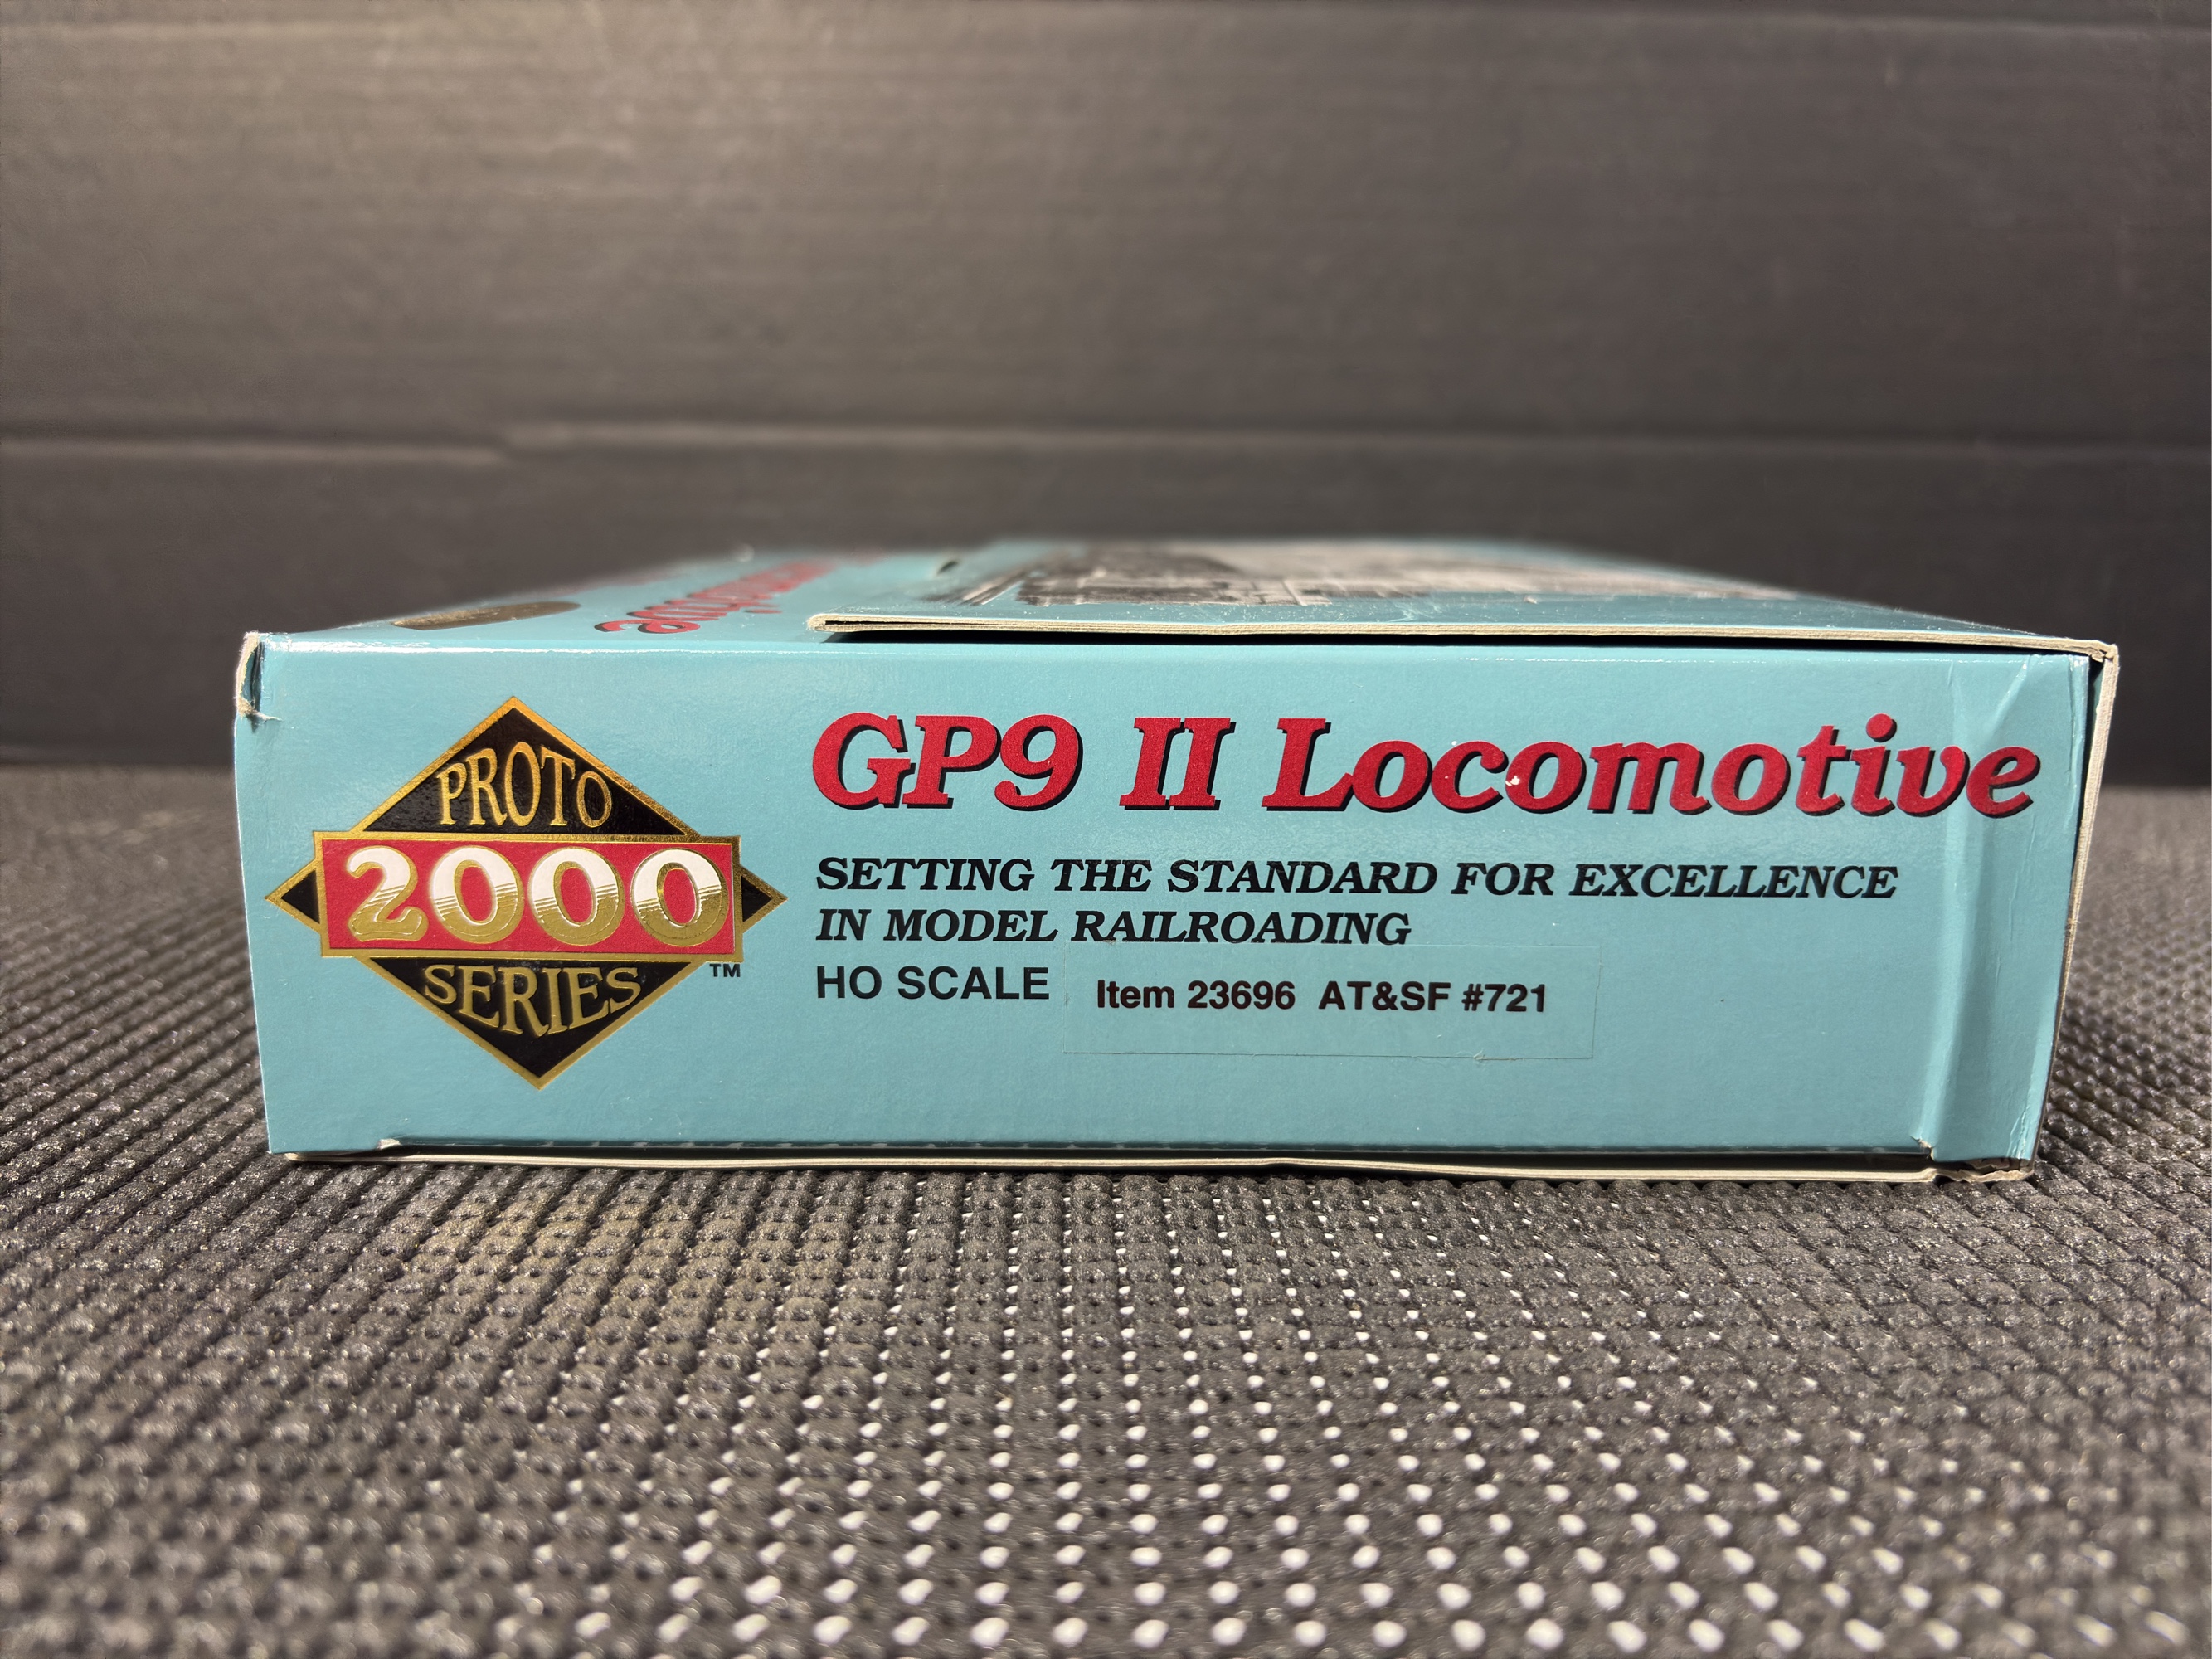 PROTO
2000
SERIES
TM
GP9 II Locomotive
SETTING THE STANDARD FOR EXCELLENCE
IN MODEL RAILROADING
HO SCALE
Item 23696 AT&SF #721